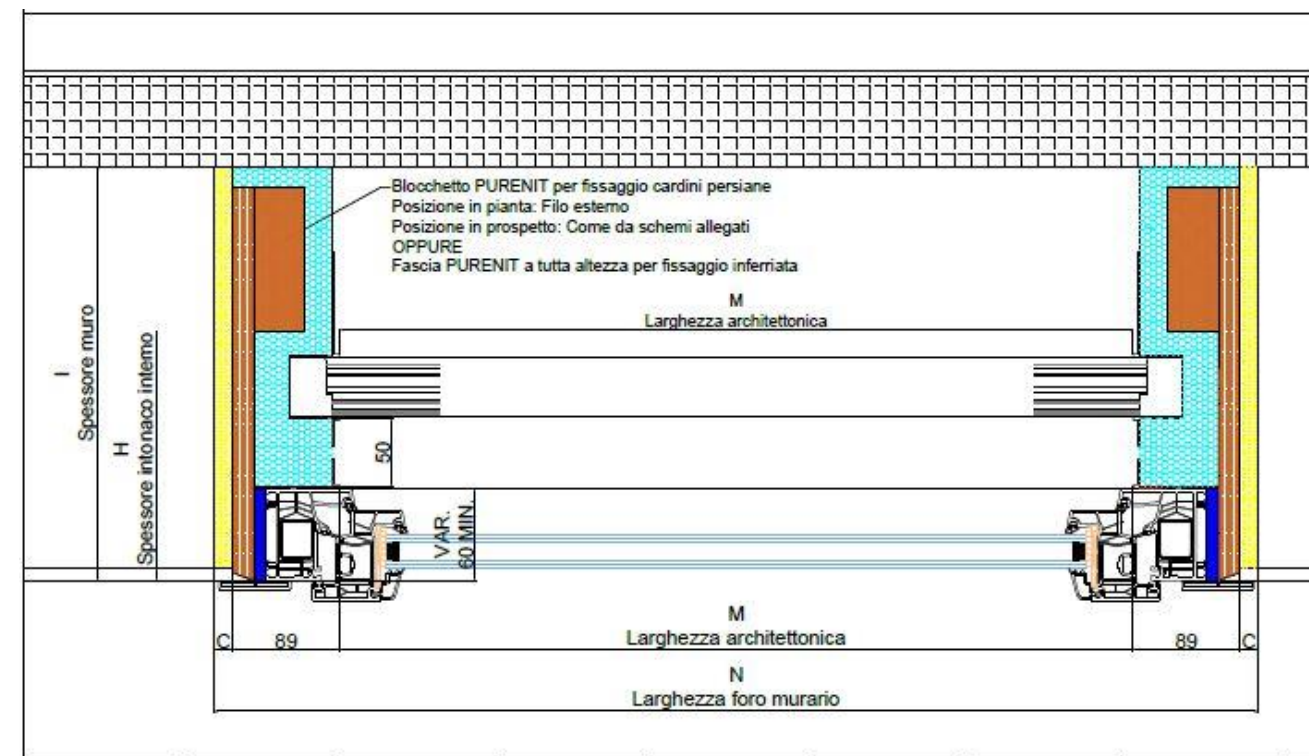 Blocchetto PURENIT per fissaggio cardini persiane
Posizione in pianta: Filo esterno
Posizione in prospetto: Come da schemi allegati
OPPURE
Fascia PURENIT a tutta altezza per fissaggio inferriata
M
Larghezza architettonica
I
Spessore muro
H
Spessore intonaco interno
50
VAR.
60 MIN.
C
89
M
Larghezza architettonica
89
C
N
Larghezza foro murario